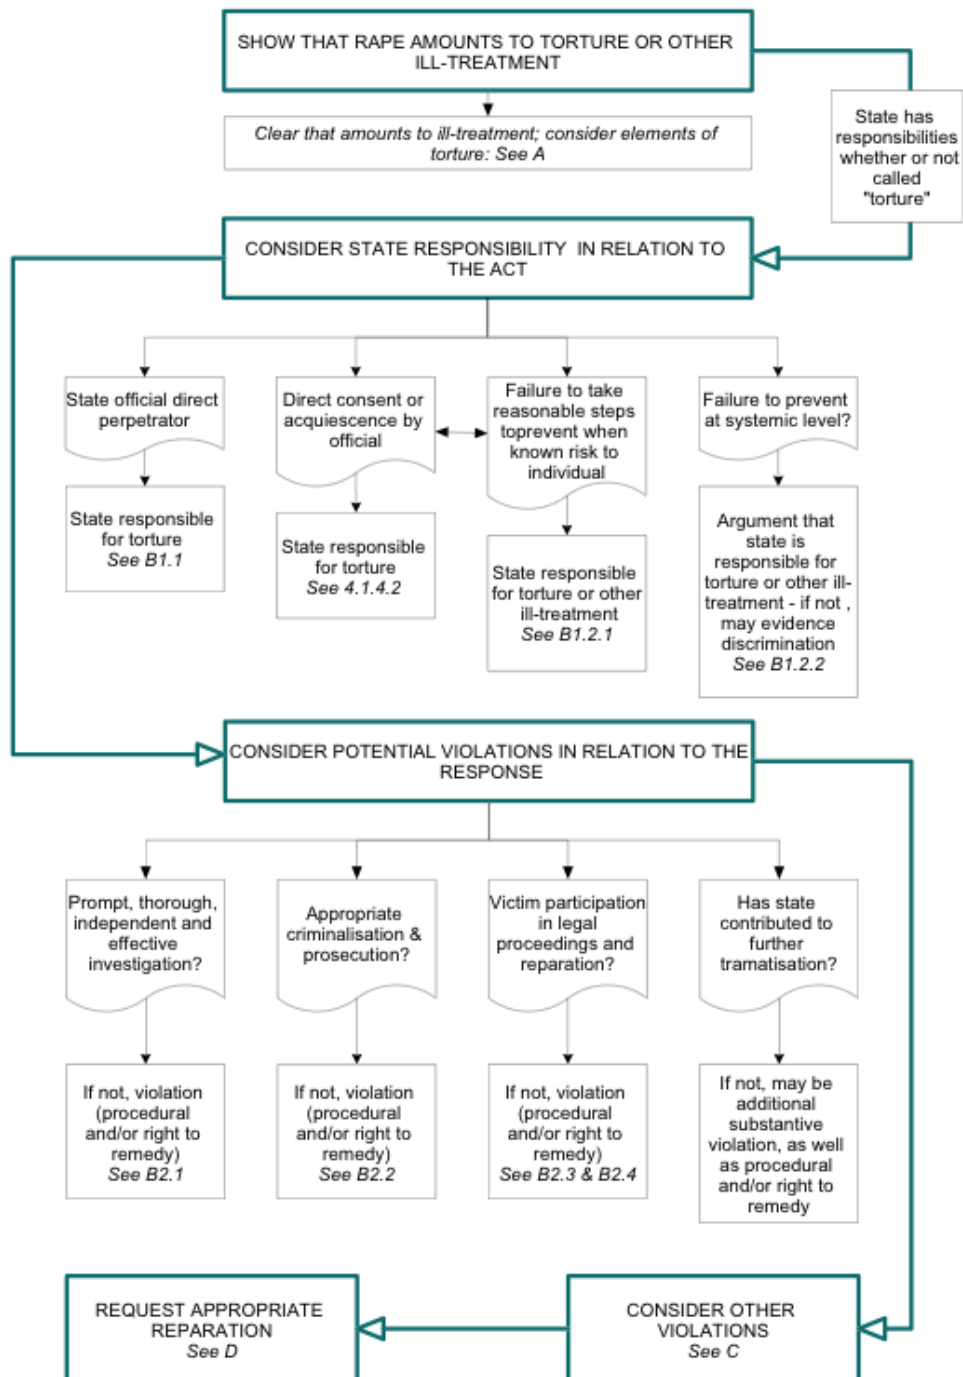 SHOW THAT RAPE AMOUNTS TO TORTURE OR OTHER
ILL-TREATMENT
Clear that amounts to ill-treatment; consider elements of
torture: See A
State has
responsibilities
whether or not
called
"torture"
CONSIDER STATE RESPONSIBILITY IN RELATION TO
THE ACT
State official direct
perpetrator
Direct consent or
acquiescence by
official
Failure to take
reasonable steps
toprevent when
known risk to
individual
Failure to prevent
at systemic level?
State responsible
for torture
See B1.1
State responsible
for torture
See 4.1.4.2
State responsible
for torture or other
ill-treatment
See B1.2.1
Argument that
state is
responsible for
torture or other ill-
treatment - if not ,
may evidence
discrimination
See B1.2.2
CONSIDER POTENTIAL VIOLATIONS IN RELATION TO THE
RESPONSE
Prompt, thorough,
independent and
effective
investigation?
Appropriate
criminalisation &
prosecution?
Victim participation
in legal
proceedings and
reparation?
Has state
contributed to
further
tramatisation?
If not, violation
(procedural
and/or right to
remedy)
See B2.1
If not, violation
(procedural
and/or right to
remedy)
See B2.2
If not, violation
(procedural
and/or right to
remedy)
See B2.3 & B2.4
If not, may be
additional
substantive
violation, as well
as procedural
and/or right to
remedy
REQUEST APPROPRIATE
REPARATION
See D
CONSIDER OTHER
VIOLATIONS
See C